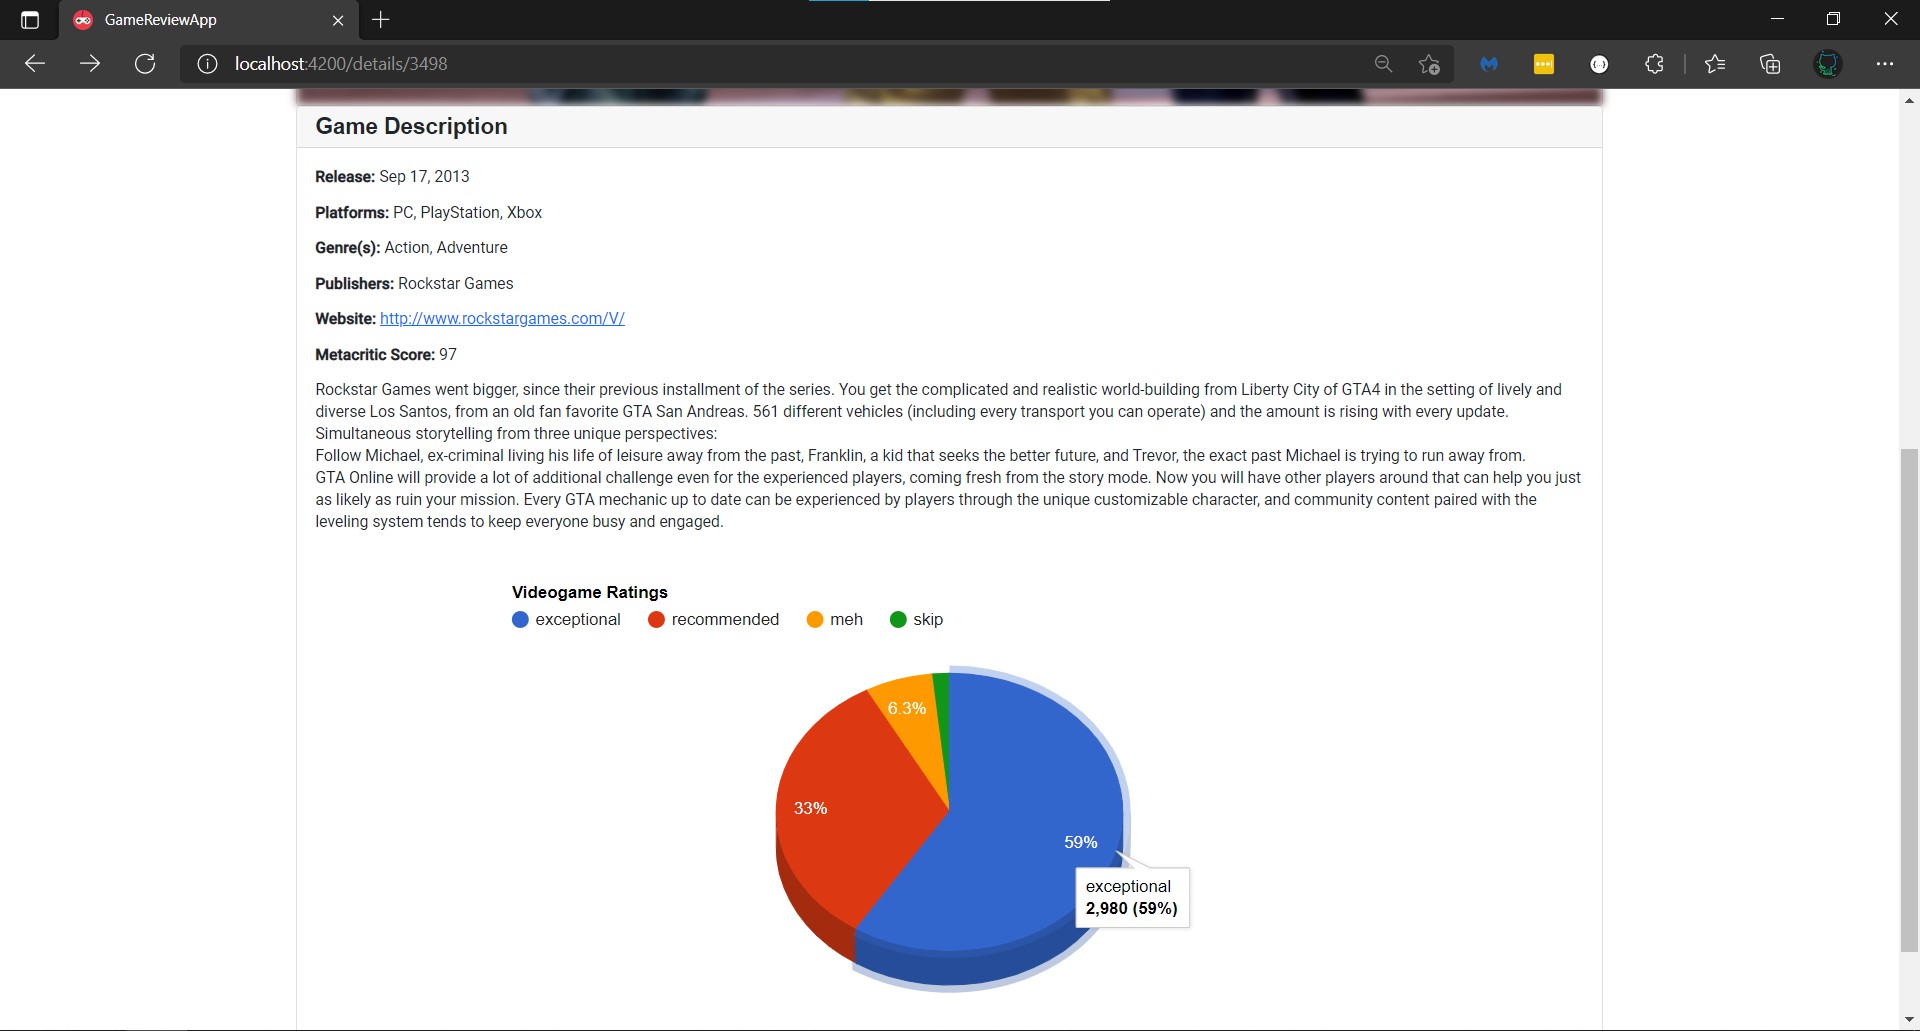 GameReviewApp
localhost:4200/details/3498
Game Description
Release: Sep 17, 2013
Platforms: PC, PlayStation, Xbox
Genre(s): Action, Adventure
Publishers: Rockstar Games
Website: http://www.rockstargames.com/V/
Metacritic Score: 97
Rockstar Games went bigger, since their previous installment of the series. You get the complicated and realistic world-building from Liberty City of GTA4 in the setting of lively and
diverse Los Santos, from an old fan favorite GTA San Andreas. 561 different vehicles (including every transport you can operate) and the amount is rising with every update.
Simultaneous storytelling from three unique perspectives:
Follow Michael, ex-criminal living his life of leisure away from the past, Franklin, a kid that seeks the better future, and Trevor, the exact past Michael is trying to run away from.
GTA Online will provide a lot of additional challenge even for the experienced players, coming fresh from the story mode. Now you will have other players around that can help you just
as likely as ruin your mission. Every GTA mechanic up to date can be experienced by players through the unique customizable character, and community content paired with the
leveling system tends to keep everyone busy and engaged.
Videogame Ratings
exceptional recommended meh skip
6.3%
33%
59%
exceptional
2,980 (59%)